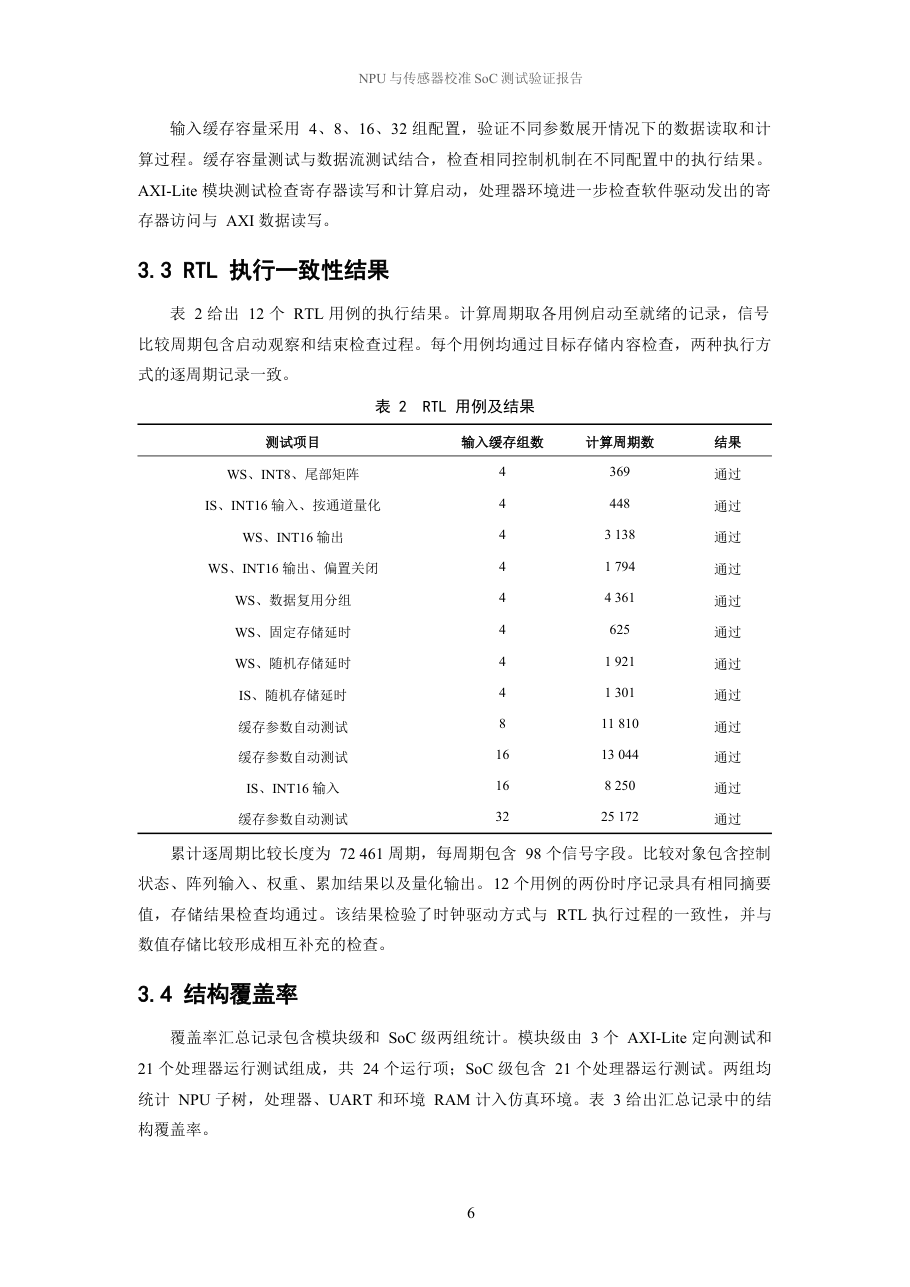 NPU 与传感器校准 SoC 测试验证报告
输入缓存容量采用 4、8、16、32 组配置，验证不同参数展开情况下的数据读取和计
算过程。缓存容量测试与数据流测试结合，检查相同控制机制在不同配置中的执行结果。
AXI-Lite 模块测试检查寄存器读写和计算启动，处理器环境进一步检查软件驱动发出的寄
存器访问与 AXI 数据读写。
3.3 RTL 执行一致性结果
表 2 给出 12 个 RTL 用例的执行结果。计算周期取各用例启动至就绪的记录，信号
比较周期包含启动观察和结束检查过程。每个用例均通过目标存储内容检查，两种执行方
式的逐周期记录一致。
表 2 RTL 用例及结果
测试项目 输入缓存组数 计算周期数 结果
WS、INT8、尾部矩阵 4 369 通过
IS、INT16 输入、按通道量化 4 448 通过
WS、INT16 输出 4 3 138 通过
WS、INT16 输出、偏置关闭 4 1 794 通过
WS、数据复用分组 4 4 361 通过
WS、固定存储延时 4 625 通过
WS、随机存储延时 4 1 921 通过
IS、随机存储延时 4 1 301 通过
缓存参数自动测试 8 11 810 通过
缓存参数自动测试 16 13 044 通过
IS、INT16 输入 16 8 250 通过
缓存参数自动测试 32 25 172 通过
累计逐周期比较长度为 72 461 周期，每周期包含 98 个信号字段。比较对象包含控制
状态、阵列输入、权重、累加结果以及量化输出。12 个用例的两份时序记录具有相同摘要
值，存储结果检查均通过。该结果检验了时钟驱动方式与 RTL 执行过程的一致性，并与
数值存储比较形成相互补充的检查。
3.4 结构覆盖率
覆盖率汇总记录包含模块级和 SoC 级两组统计。模块级由 3 个 AXI-Lite 定向测试和
21 个处理器运行测试组成，共 24 个运行项；SoC 级包含 21 个处理器运行测试。两组均
统计 NPU 子树，处理器、UART 和环境 RAM 计入仿真环境。表 3 给出汇总记录中的结
构覆盖率。
6